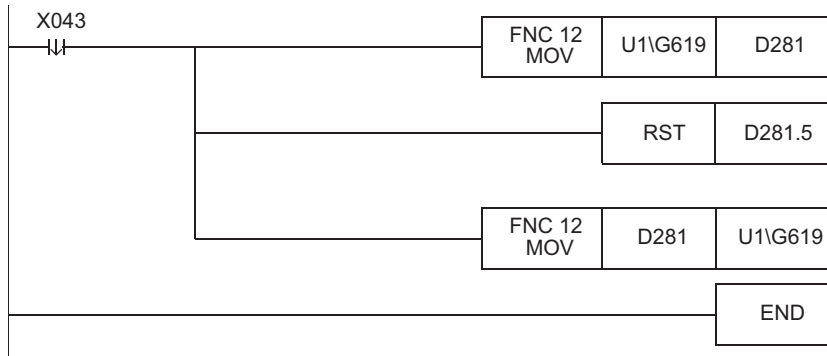 X043
FNC 12
MOV
U1\G619
D281
RST
D281.5
FNC 12
MOV
D281
U1\G619
END